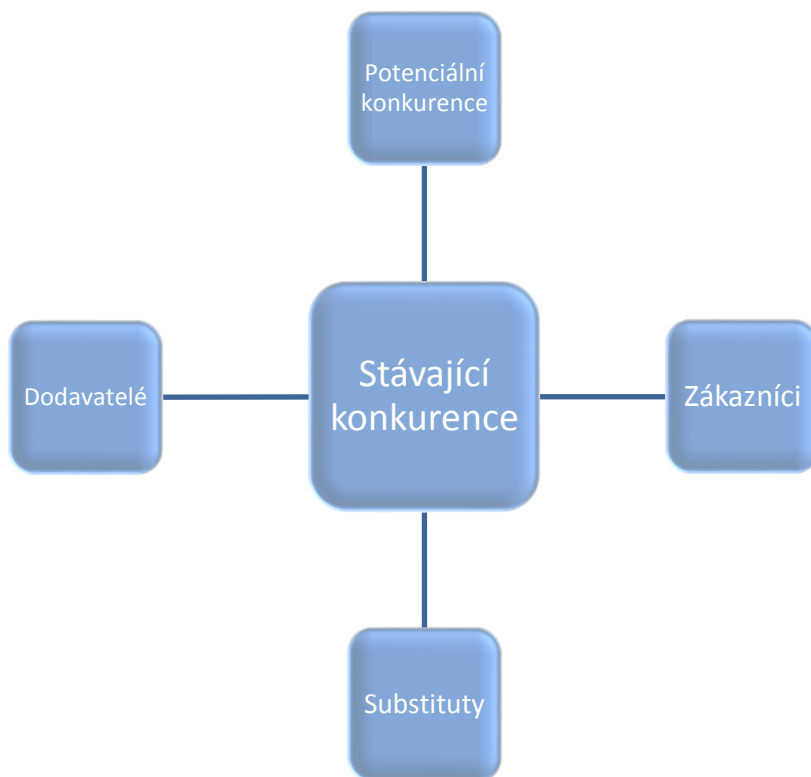 Potenciální
konkurence
Dodavatelé
Stávající
konkurence
Zákazníci
Substituty